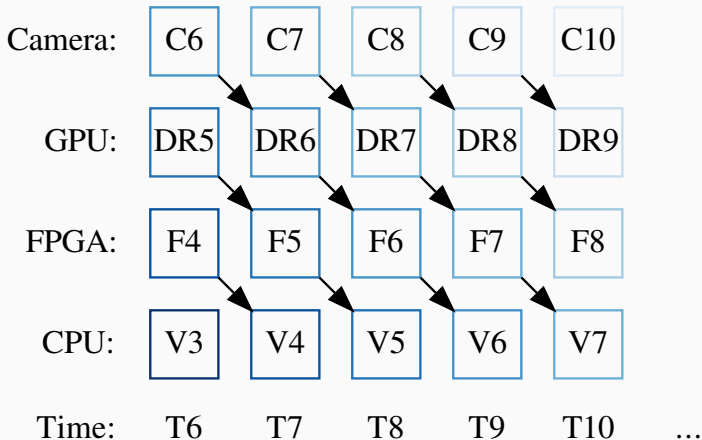 Camera: C6 C7 C8 C9 C10
GPU: DR5 DR6 DR7 DR8 DR9
FPGA: F4 F5 F6 F7 F8
CPU: V3 V4 V5 V6 V7
Time: T6 T7 T8 T9 T10 ...